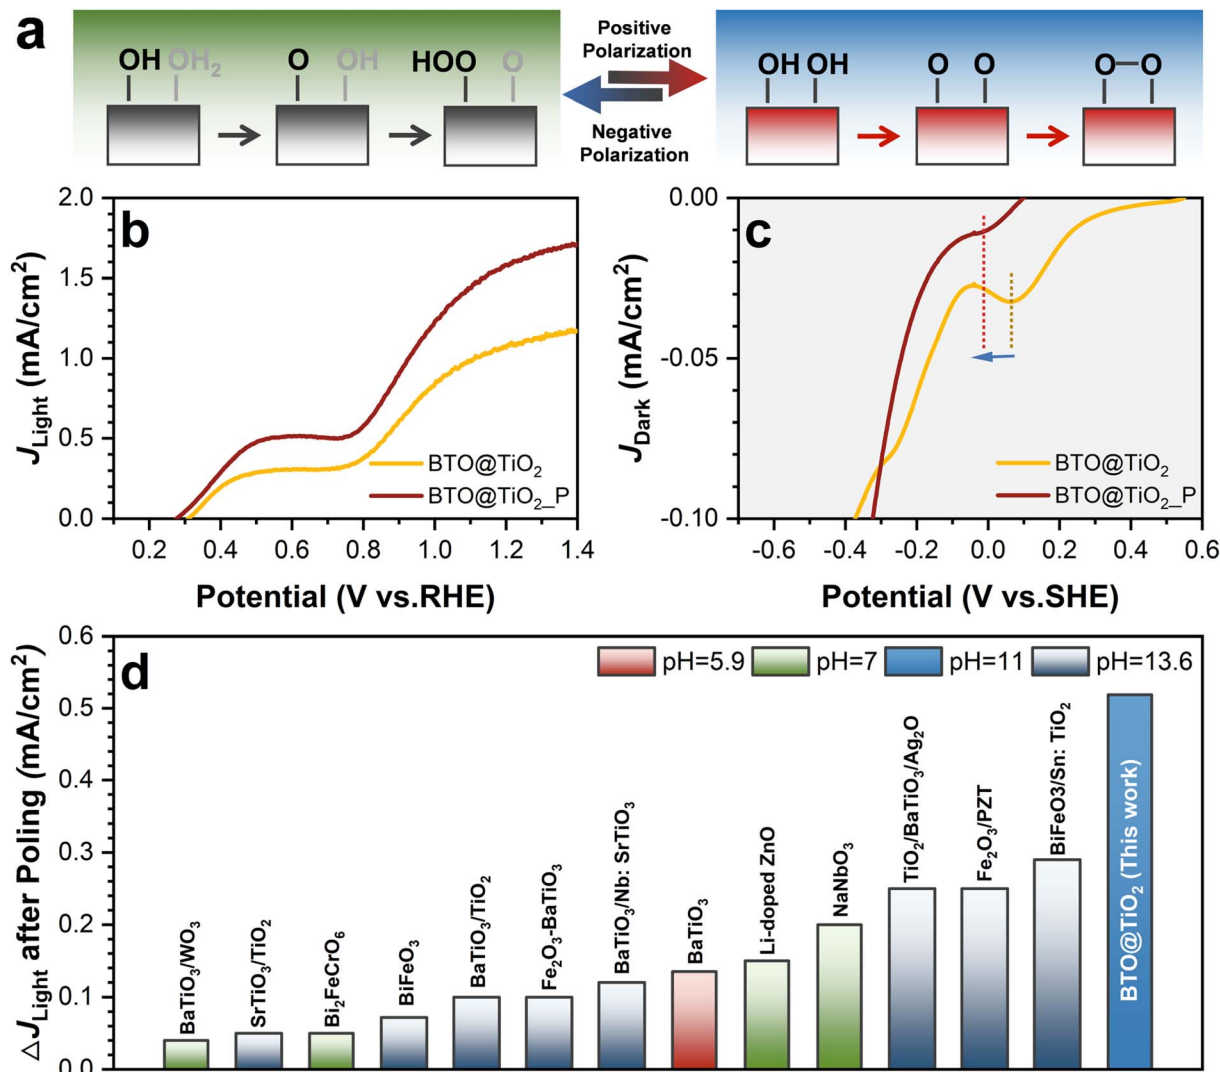 a
OH OH₂
O OH
HOO O
Positive
Polarization
Negative
Polarization
OH OH
O O
O—O
b
2.0
1.5
1.0
0.5
0.0
J_Light (mA/cm²)
BTO@TiO₂
BTO@TiO₂_P
0.2 0.4 0.6 0.8 1.0 1.2 1.4
Potential (V vs.RHE)
c
0.00
-0.05
-0.10
J_Dark (mA/cm²)
BTO@TiO₂
BTO@TiO₂_P
-0.6 -0.4 -0.2 0.0 0.2 0.4 0.6
Potential (V vs.SHE)
d
0.6
0.5
0.4
0.3
0.2
0.1
0.0
△J_Light after Poling (mA/cm²)
pH=5.9 pH=7 pH=11 pH=13.6
BaTiO₃/WO₃
SrTiO₃/TiO₂
Bi₂FeCrO₆
BiFeO₃
BaTiO₃/TiO₂
Fe₂O₃-BaTiO₃
BaTiO₃/Nb: SrTiO₃
BaTiO₃
Li-doped ZnO
NaNbO₃
TiO₂/BaTiO₃/Ag₂O
Fe₂O₃/PZT
BiFeO3/Sn: TiO₂
BTO@TiO₂ (This work)